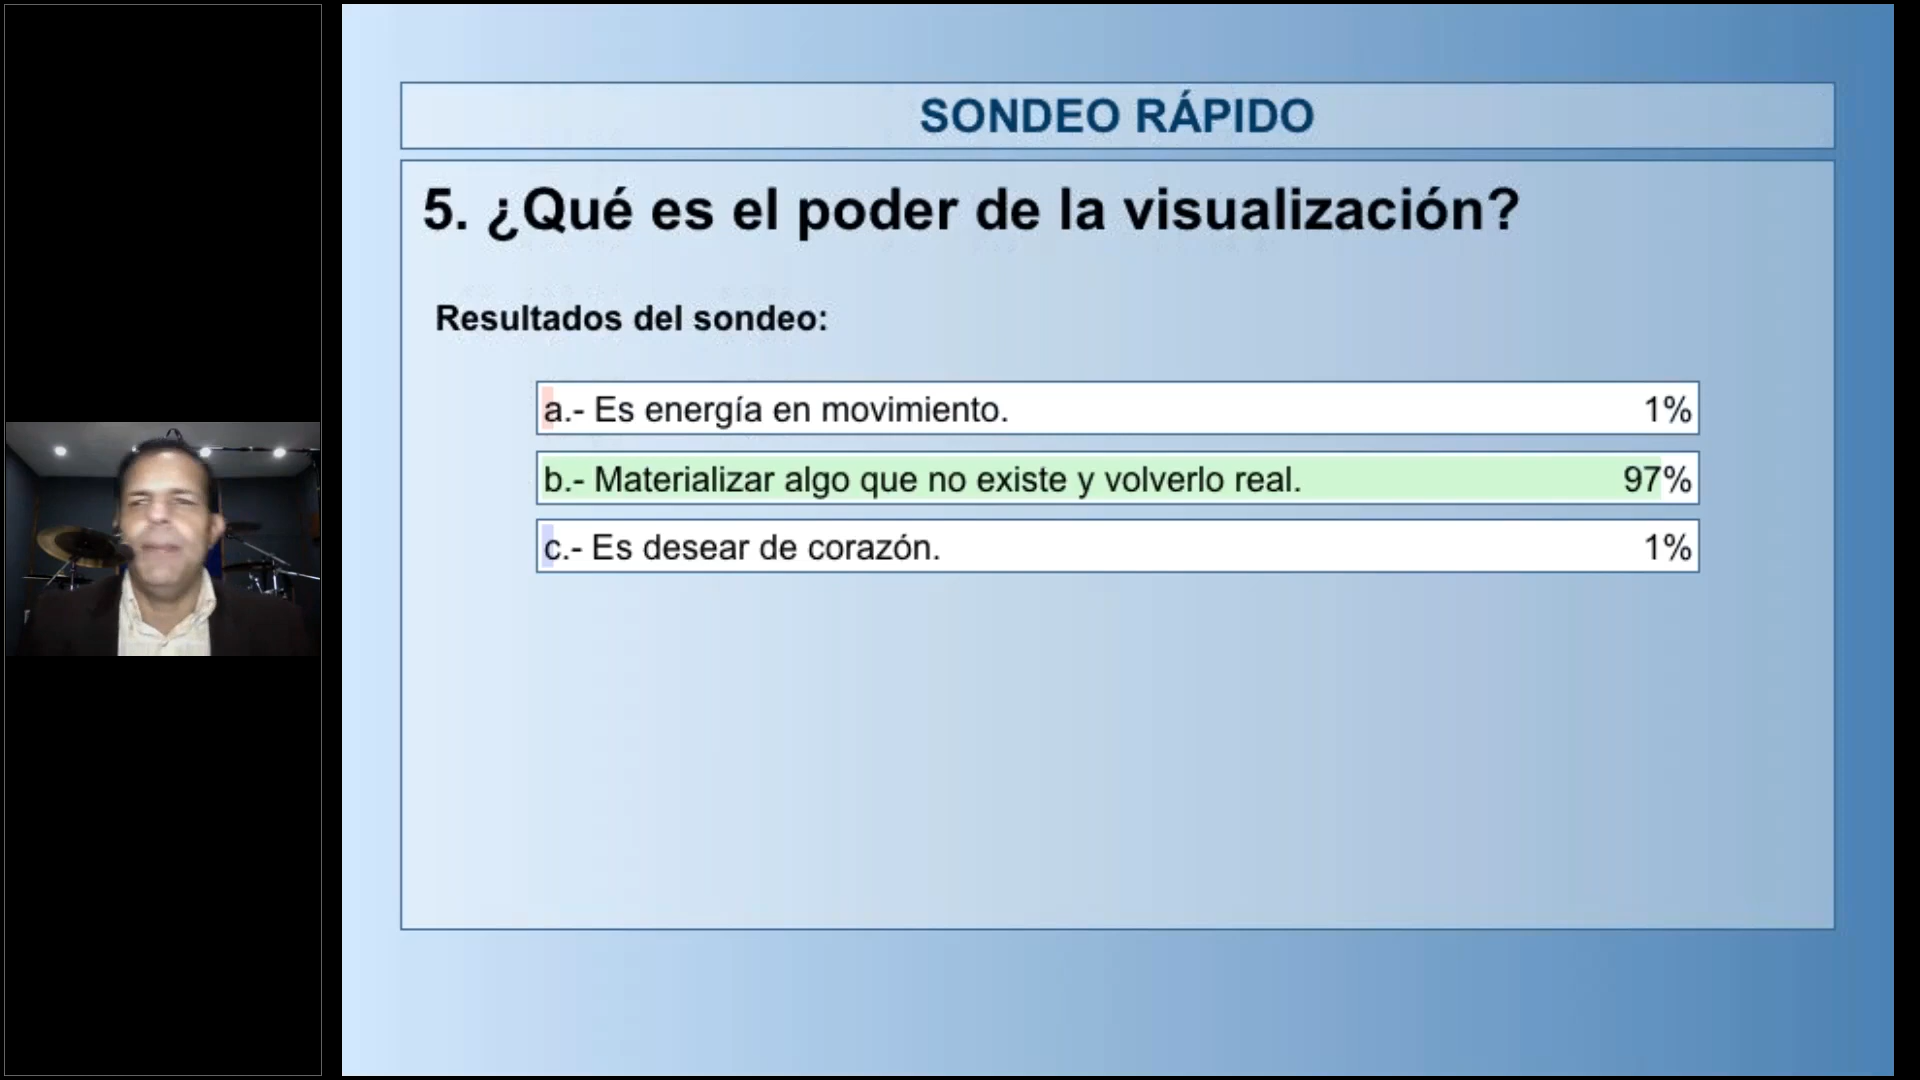 SONDEO RÁPIDO
5. ¿Qué es el poder de la visualización?
Resultados del sondeo:
a.- Es energía en movimiento. 1%
b.- Materializar algo que no existe y volverlo real. 97%
c.- Es desear de corazón. 1%